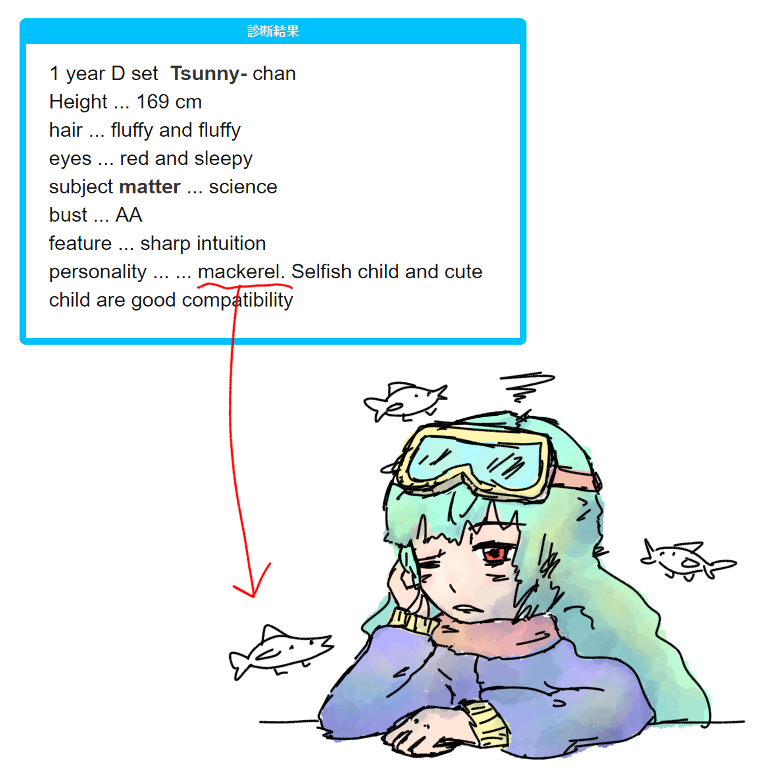 診断結果
1 year D set Tsunny- chan
Height ... 169 cm
hair ... fluffy and fluffy
eyes ... red and sleepy
subject matter ... science
bust ... AA
feature ... sharp intuition
personality ... ... mackerel. Selfish child and cute
child are good compatibility